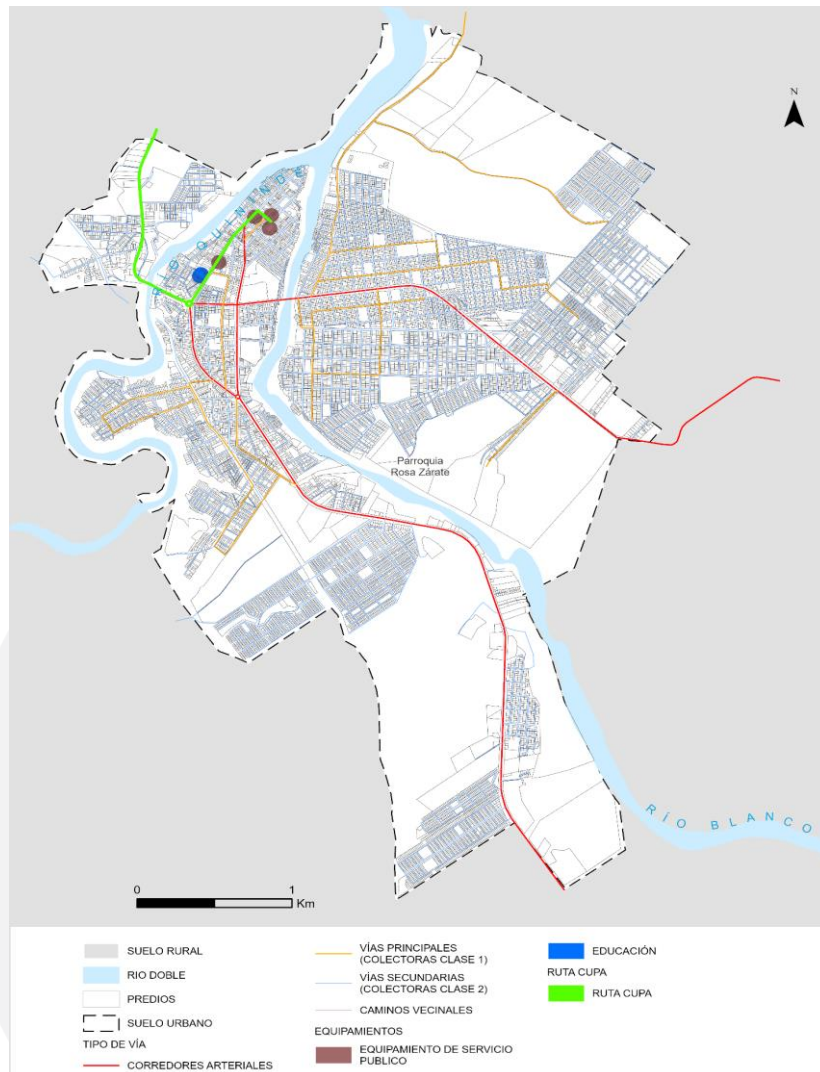 N
RÍO QUININDÉ
Parroquia
Rosa Zárate
RÍO BLANCO
0 1
Km
SUELO RURAL
RIO DOBLE
PREDIOS
SUELO URBANO
TIPO DE VÍA
CORREDORES ARTERIALES
VÍAS PRINCIPALES
(COLECTORAS CLASE 1)
VÍAS SECUNDARIAS
(COLECTORAS CLASE 2)
CAMINOS VECINALES
EQUIPAMIENTOS
EQUIPAMIENTO DE SERVICIO
PUBLICO
EDUCACIÓN
RUTA CUPA
RUTA CUPA